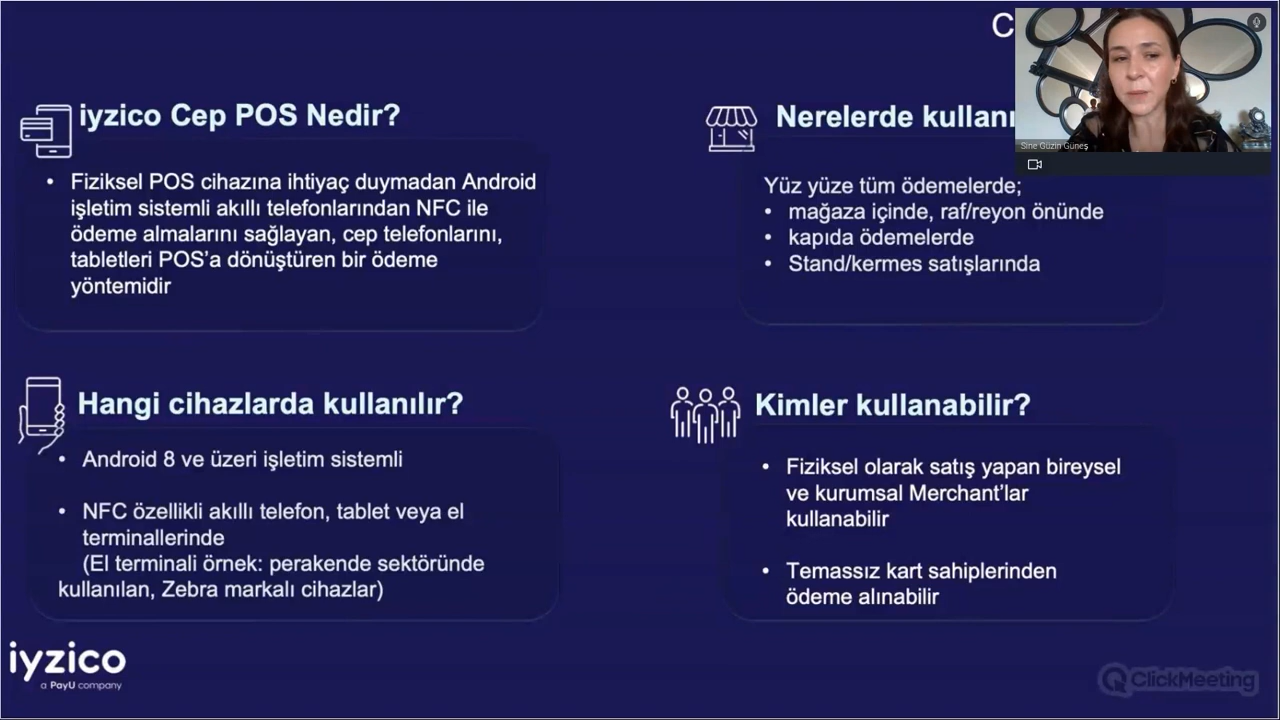 C
iyzico Cep POS Nedir?
• Fiziksel POS cihazına ihtiyaç duymadan Android
işletim sistemli akıllı telefonlarından NFC ile
ödeme almalarını sağlayan, cep telefonlarını,
tabletleri POS'a dönüştüren bir ödeme
yöntemidir
Nerelerde kullanı
Sine Güzin Güneş
Yüz yüze tüm ödemelerde;
• mağaza içinde, raf/reyon önünde
• kapıda ödemelerde
• Stand/kermes satışlarında
Hangi cihazlarda kullanılır?
• Android 8 ve üzeri işletim sistemli
• NFC özellikli akıllı telefon, tablet veya el
terminallerinde
(El terminali örnek: perakende sektöründe
kullanılan, Zebra markalı cihazlar)
Kimler kullanabilir?
• Fiziksel olarak satış yapan bireysel
ve kurumsal Merchant'lar
kullanabilir
• Temassız kart sahiplerinden
ödeme alınabilir
iyzico
a PayU company
ClickMeeting